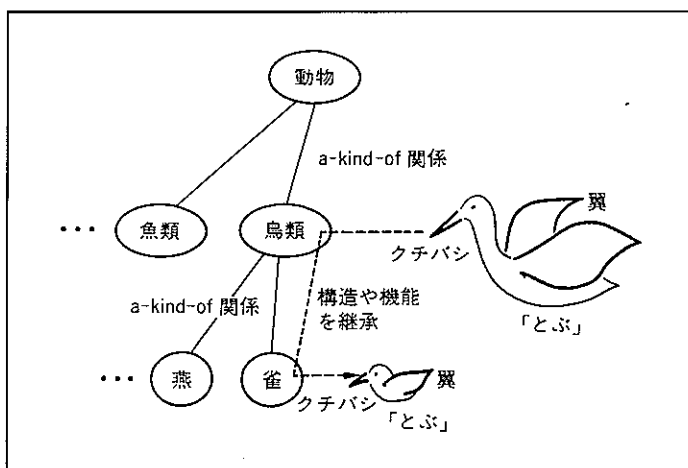 動物
a-kind-of 関係
翼
… 魚類 鳥類
クチバシ
a-kind-of 関係
構造や機能
を継承
「とぶ」
… 燕 雀
翼
クチバシ
「とぶ」